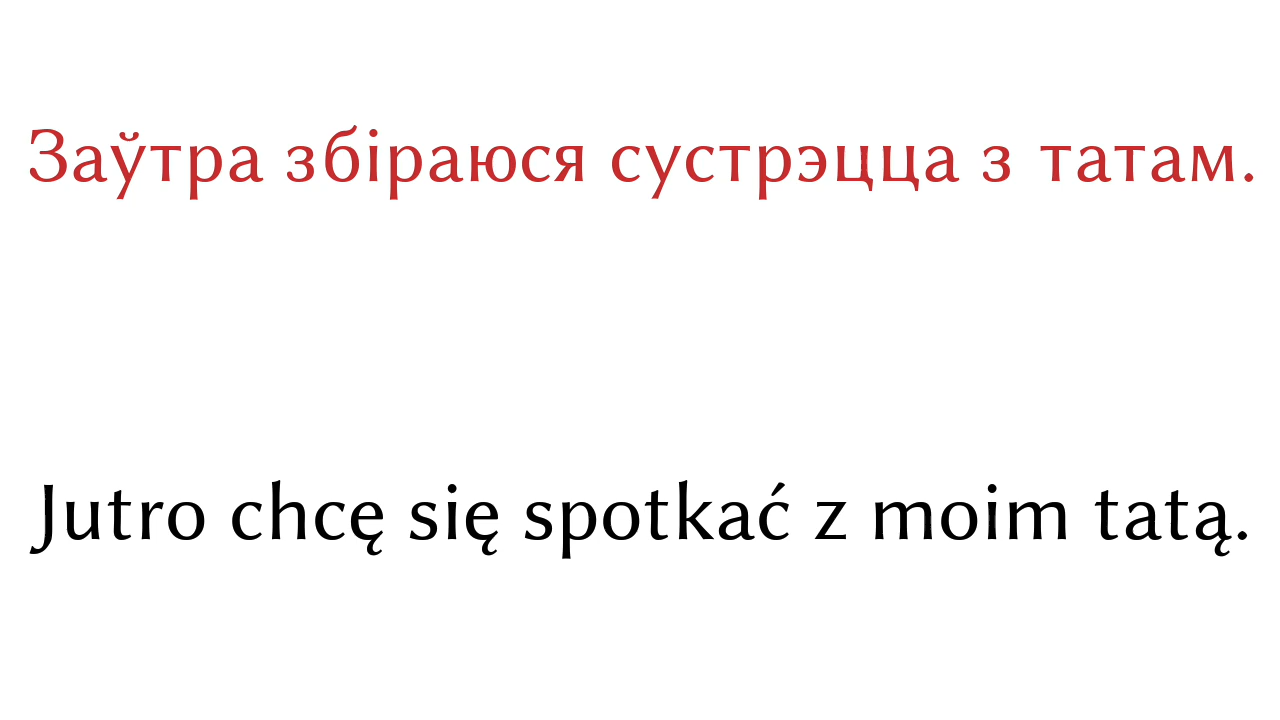 Заўтра збіраюся сустрэцца з татам.
Jutro chcę się spotkać z moim tatą.